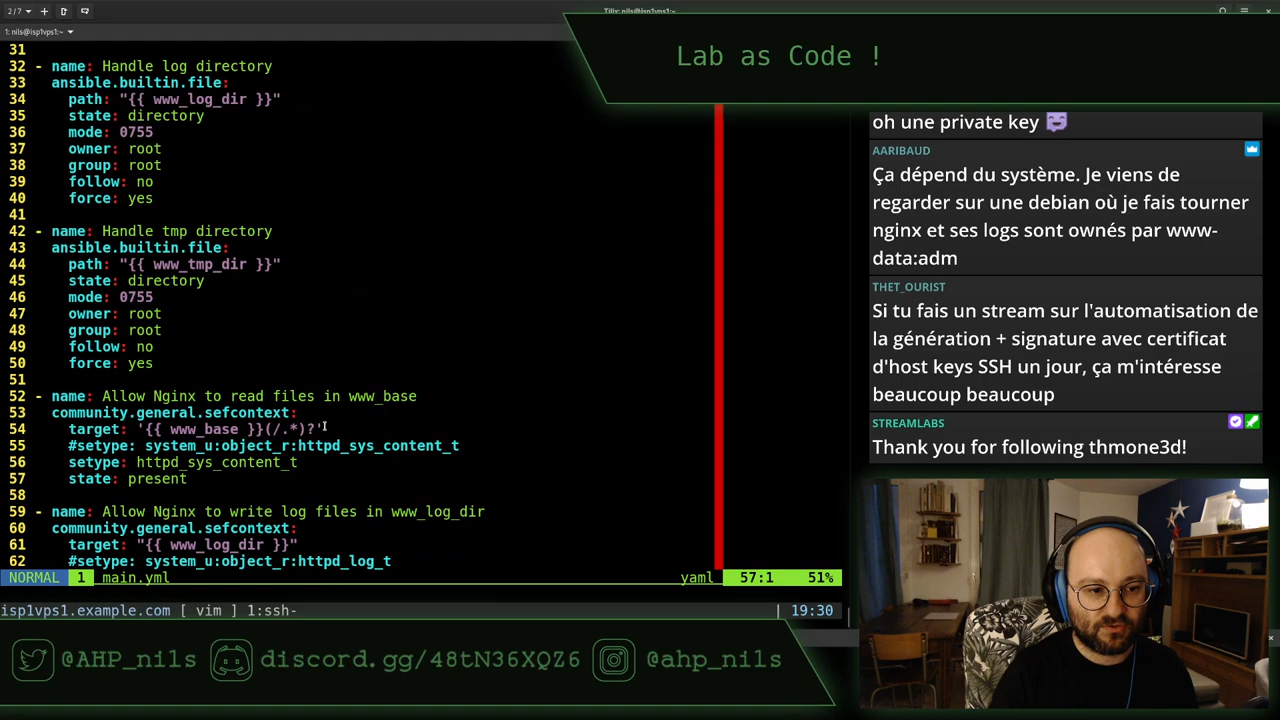 2/7
Tilix: nils@isp1vps1:~
1: nils@isp1vps1:~
Lab as Code !
31
32 - name: Handle log directory
33 ansible.builtin.file:
34 path: "{{ www_log_dir }}"
35 state: directory
36 mode: 0755
37 owner: root
38 group: root
39 follow: no
40 force: yes
41
42 - name: Handle tmp directory
43 ansible.builtin.file:
44 path: "{{ www_tmp_dir }}"
45 state: directory
46 mode: 0755
47 owner: root
48 group: root
49 follow: no
50 force: yes
51
52 - name: Allow Nginx to read files in www_base
53 community.general.sefcontext:
54 target: '{{ www_base }}(/.*)?'
55 #setype: system_u:object_r:httpd_sys_content_t
56 setype: httpd_sys_content_t
57 state: present
58
59 - name: Allow Nginx to write log files in www_log_dir
60 community.general.sefcontext:
61 target: "{{ www_log_dir }}"
62 #setype: system_u:object_r:httpd_log_t
NORMAL 1 main.yml yaml 57:1 51%
isp1vps1.example.com [ vim ] 1:ssh- | 19:30
oh une private key
AARIBAUD
Ça dépend du système. Je viens de
regarder sur une debian où je fais tourner
nginx et ses logs sont ownés par www-
data:adm
THET_OURIST
Si tu fais un stream sur l'automatisation de
la génération + signature avec certificat
d'host keys SSH un jour, ça m'intéresse
beaucoup beaucoup
STREAMLABS
Thank you for following thmone3d!
@AHP_nils discord.gg/48tN36XQZ6 @ahp_nils